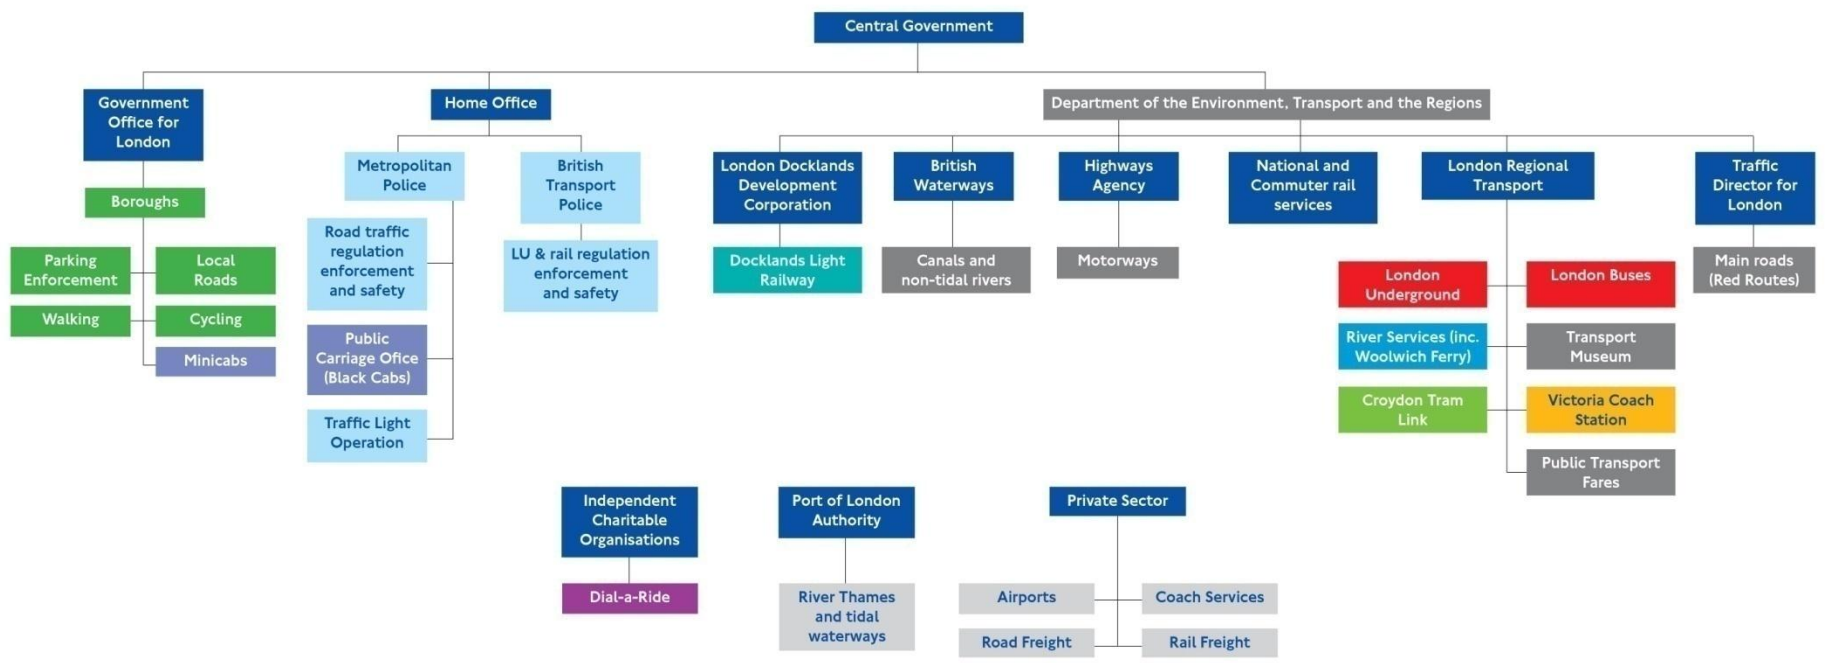 Central Government
Government
Office for
London
Home Office
Department of the Environment, Transport and the Regions
Boroughs
Parking
Enforcement
Local
Roads
Walking
Cycling
Minicabs
Metropolitan
Police
Road traffic
regulation
enforcement
and safety
Public
Carriage Ofice
(Black Cabs)
Traffic Light
Operation
British
Transport
Police
LU & rail regulation
enforcement
and safety
London Docklands
Development
Corporation
Docklands Light
Railway
British
Waterways
Canals and
non-tidal rivers
Highways
Agency
Motorways
National and
Commuter rail
services
London Regional
Transport
London
Underground
London Buses
River Services (inc.
Woolwich Ferry)
Transport
Museum
Croydon Tram
Link
Victoria Coach
Station
Public Transport
Fares
Traffic
Director for
London
Main roads
(Red Routes)
Independent
Charitable
Organisations
Dial-a-Ride
Port of London
Authority
River Thames
and tidal
waterways
Private Sector
Airports
Coach Services
Road Freight
Rail Freight